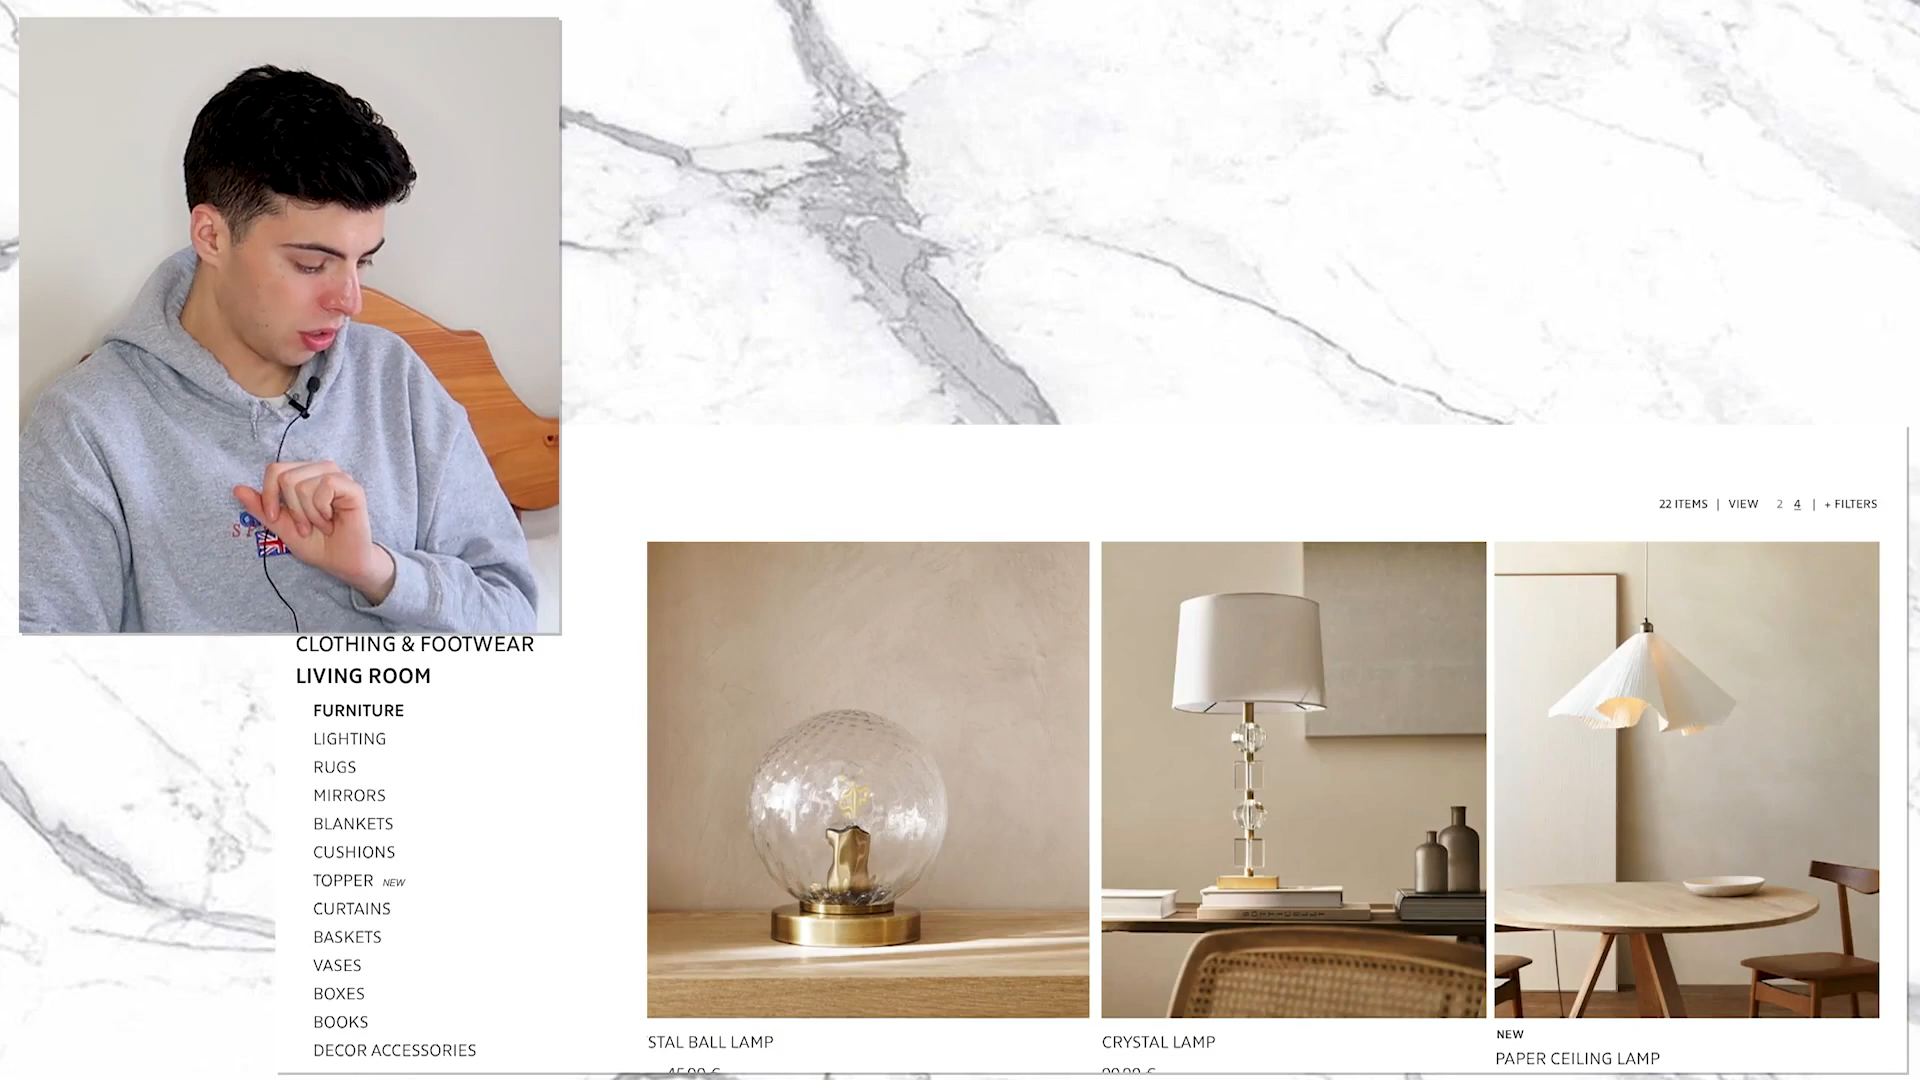 22 ITEMS | VIEW 2 4 | + FILTERS
CLOTHING & FOOTWEAR
LIVING ROOM
FURNITURE
LIGHTING
RUGS
MIRRORS
BLANKETS
CUSHIONS
TOPPER NEW
CURTAINS
BASKETS
VASES
BOXES
BOOKS
DECOR ACCESSORIES
STAL BALL LAMP
CRYSTAL LAMP
NEW
PAPER CEILING LAMP